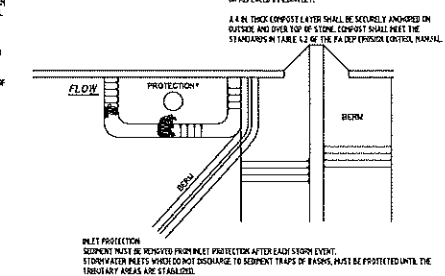 A 4 IN. THICK COMPOST LAYER SHALL BE SECURELY ANCHORED ON
OUTSIDE AND OVER TOP OF STONE. COMPOST SHALL MEET THE
STANDARDS IN TABLE 4.2 OF THE PA DEP EROSION CONTROL MANUAL.
FLOW
PROTECTION*
BERM
BERM
INLET PROTECTION
SEDIMENT MUST BE REMOVED FROM INLET PROTECTION AFTER EACH STORM EVENT.
STORMWATER INLETS WHICH DO NOT DISCHARGE TO SEDIMENT TRAPS OF BASINS, MUST BE PROTECTED UNTIL THE
TRIBUTARY AREAS ARE STABILIZED.